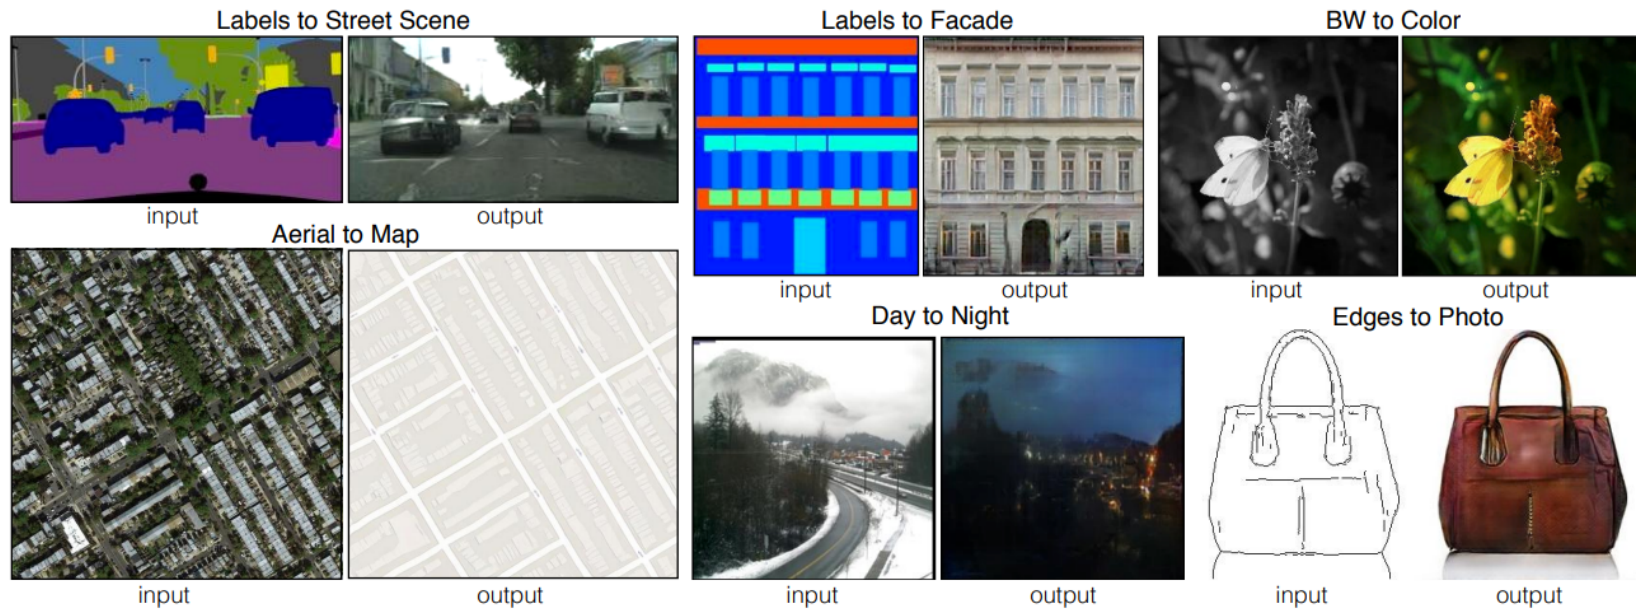 Labels to Street Scene
input
output
Labels to Facade
input
output
BW to Color
input
output
Aerial to Map
input
output
Day to Night
input
output
Edges to Photo
input
output